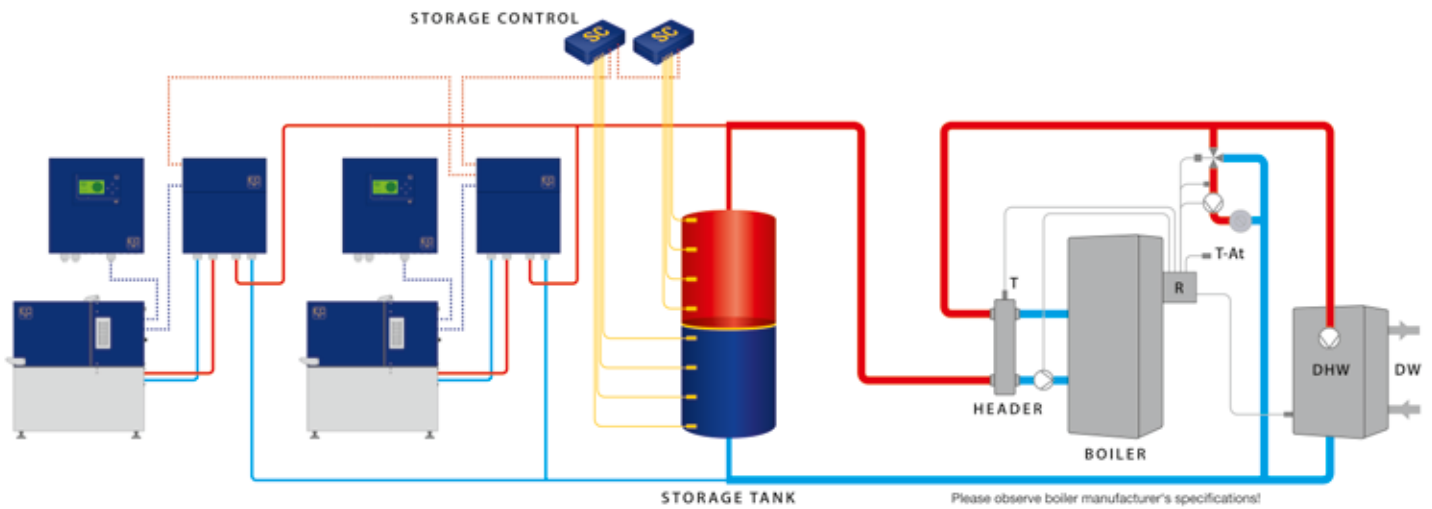 STORAGE CONTROL
SC
SC
T
T-At
R
DHW
DW
HEADER
BOILER
STORAGE TANK
Please observe boiler manufacturer's specifications!